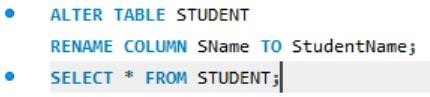 ALTER TABLE STUDENT
RENAME COLUMN SName TO StudentName;
SELECT * FROM STUDENT;